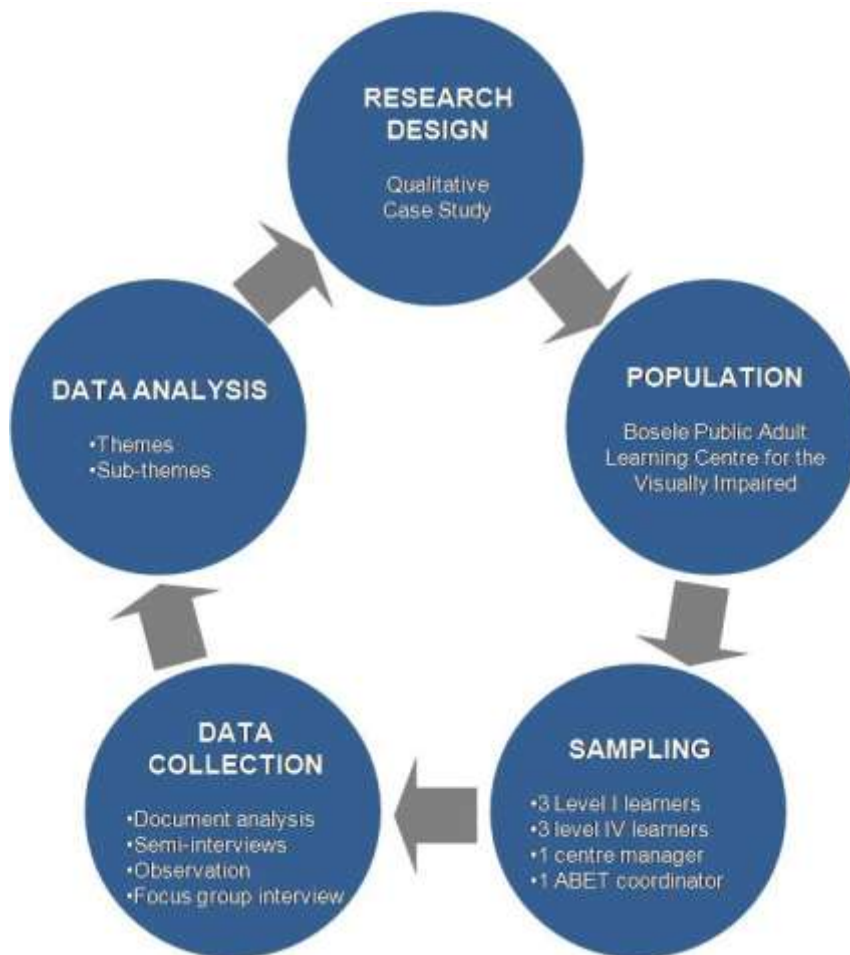 RESEARCH
DESIGN
Qualitative
Case Study
POPULATION
Bosele Public Adult
Learning Centre for the
Visually Impaired
SAMPLING
•3 Level I learners
•3 level IV learners
•1 centre manager
•1 ABET coordinator
DATA
COLLECTION
•Document analysis
•Semi-interviews
•Observation
•Focus group interview
DATA ANALYSIS
•Themes
•Sub-themes